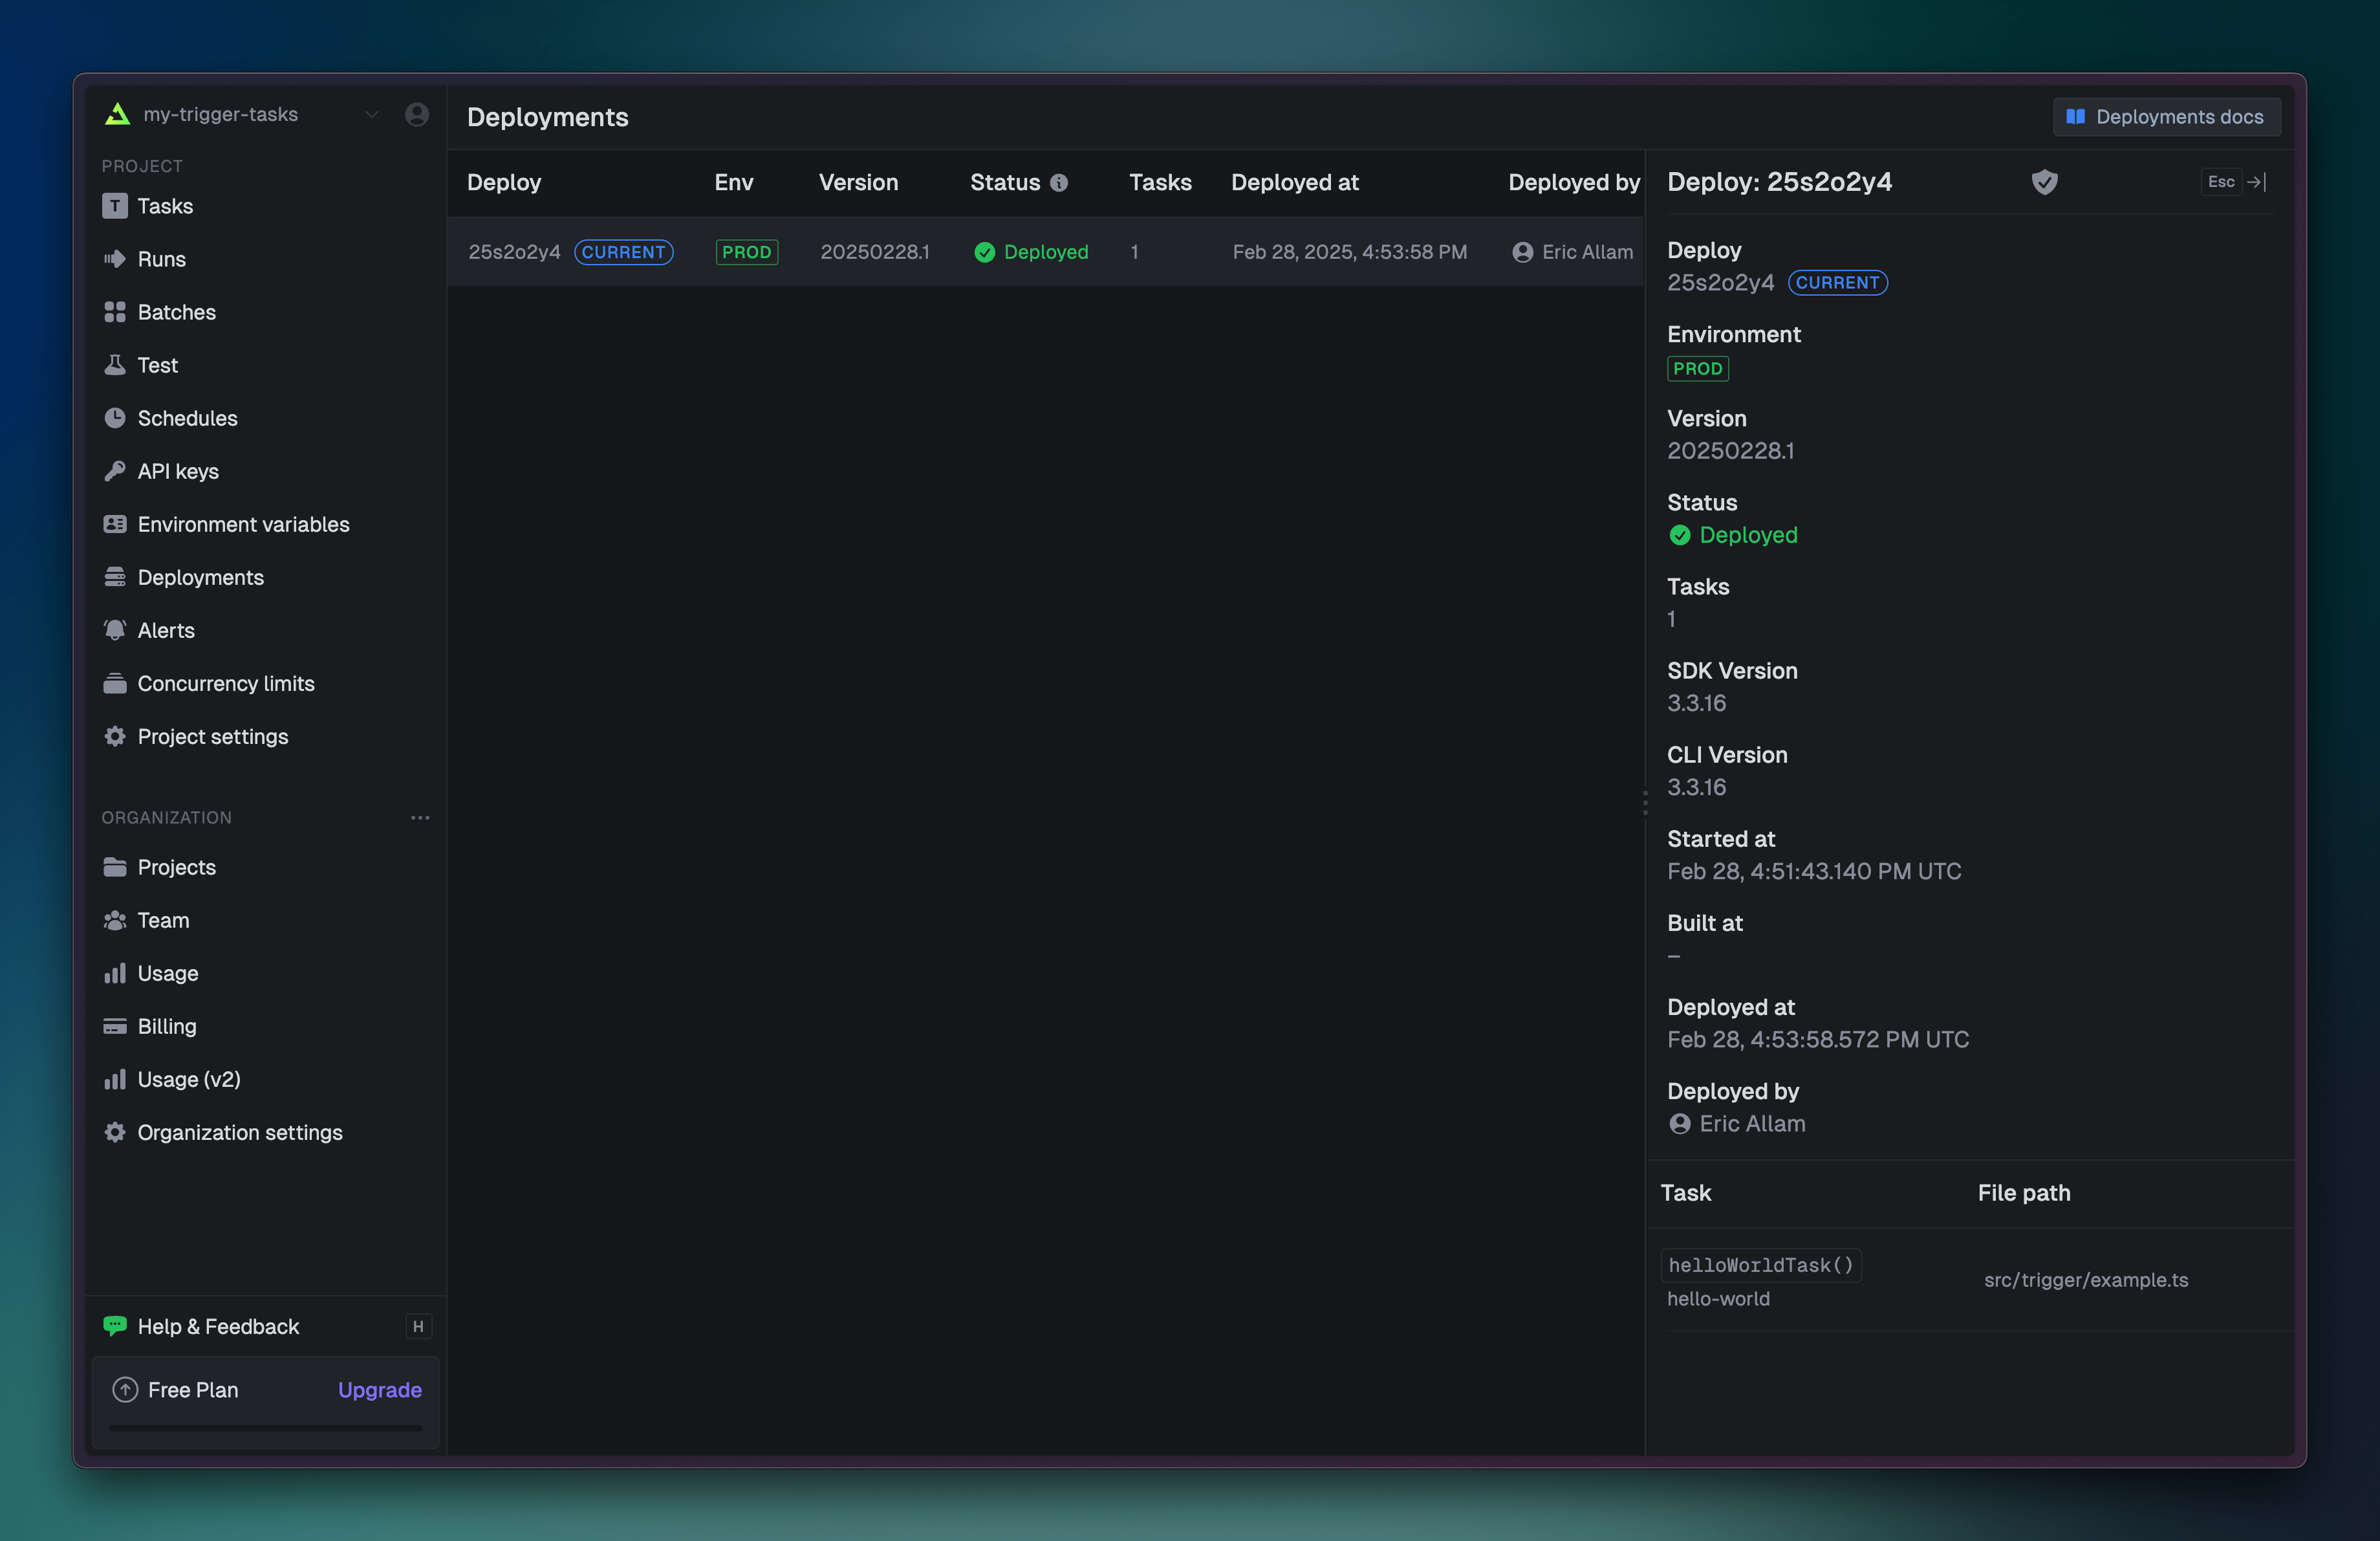 my-trigger-tasks
PROJECT
T Tasks
Runs
Batches
Test
Schedules
API keys
Environment variables
Deployments
Alerts
Concurrency limits
Project settings
ORGANIZATION
Projects
Team
Usage
Billing
Usage (v2)
Organization settings
Help & Feedback H
Free Plan Upgrade
Deployments
Deployments docs
Deploy Env Version Status Tasks Deployed at Deployed by
25s2o2y4 CURRENT PROD 20250228.1 Deployed 1 Feb 28, 2025, 4:53:58 PM Eric Allam
Deploy: 25s2o2y4 Esc
Deploy
25s2o2y4 CURRENT
Environment
PROD
Version
20250228.1
Status
Deployed
Tasks
1
SDK Version
3.3.16
CLI Version
3.3.16
Started at
Feb 28, 4:51:43.140 PM UTC
Built at
–
Deployed at
Feb 28, 4:53:58.572 PM UTC
Deployed by
Eric Allam
Task File path
helloWorldTask()
hello-world
src/trigger/example.ts